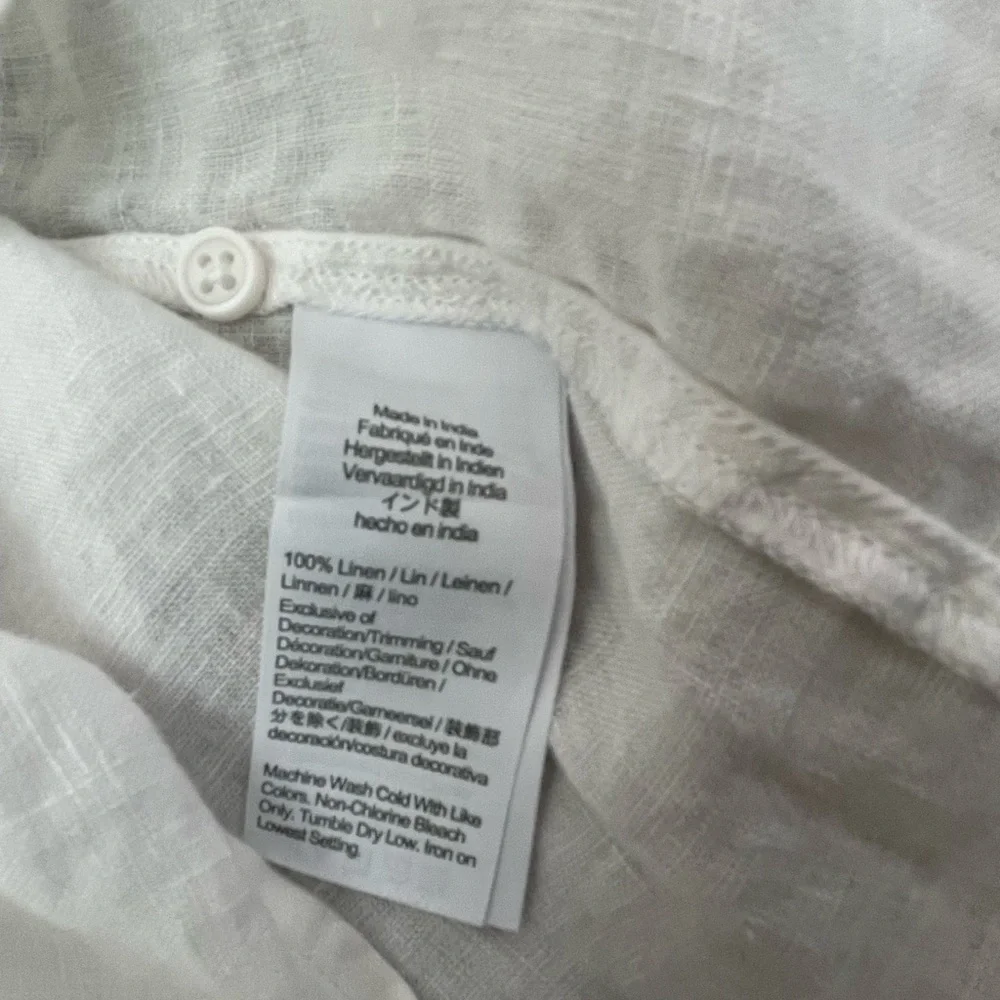 Made in India
Fabriqué en Inde
Hergestellt in Indien
Vervaardigd in India
インド製
hecho en india
100% Linen / Lin / Leinen /
Linnen / 麻 / lino
Exclusive of
Decoration/Trimming / Sauf
Décoration/Garniture / Ohne
Dekoration/Bordüren /
Exclusief
Decoratie/Garneersel / 装飾部
分を除く/装飾 / excluye la
decoración/costura decorativa
Machine Wash Cold With Like
Colors. Non-Chlorine Bleach
Only. Tumble Dry Low. Iron on
Lowest Setting.